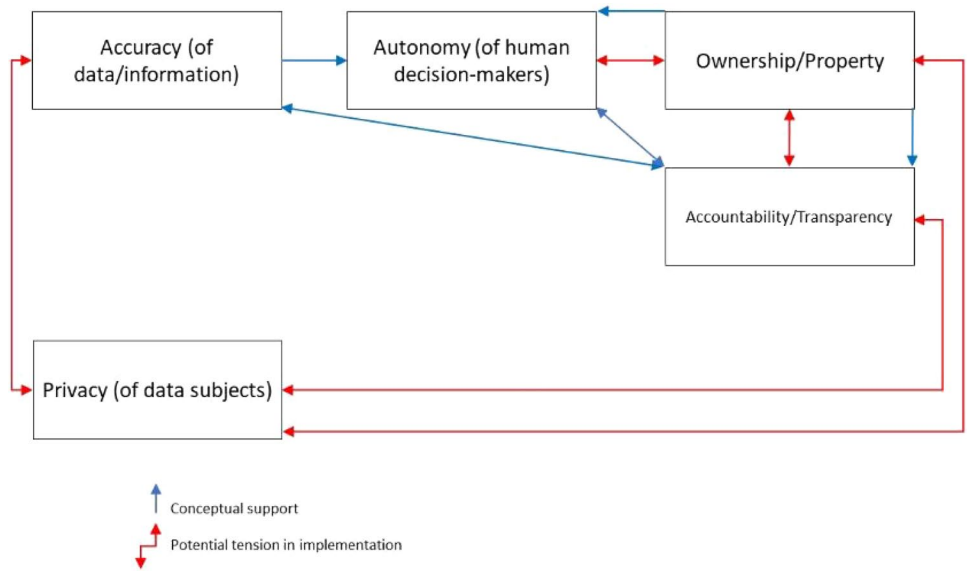 Accuracy (of
data/information)
Autonomy (of human
decision-makers)
Ownership/Property
Accountability/Transparency
Privacy (of data subjects)
Conceptual support
Potential tension in implementation